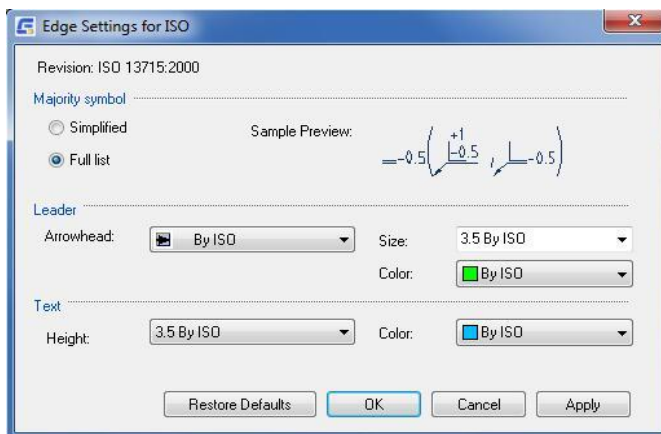 Edge Settings for ISO
Revision: ISO 13715:2000
Majority symbol
Simplified
Sample Preview:
Full list
-0.5
+1
-0.5
,
-0.5
Leader
Arrowhead:
By ISO
Size:
3.5 By ISO
Color:
By ISO
Text
Height:
3.5 By ISO
Color:
By ISO
Restore Defaults
OK
Cancel
Apply